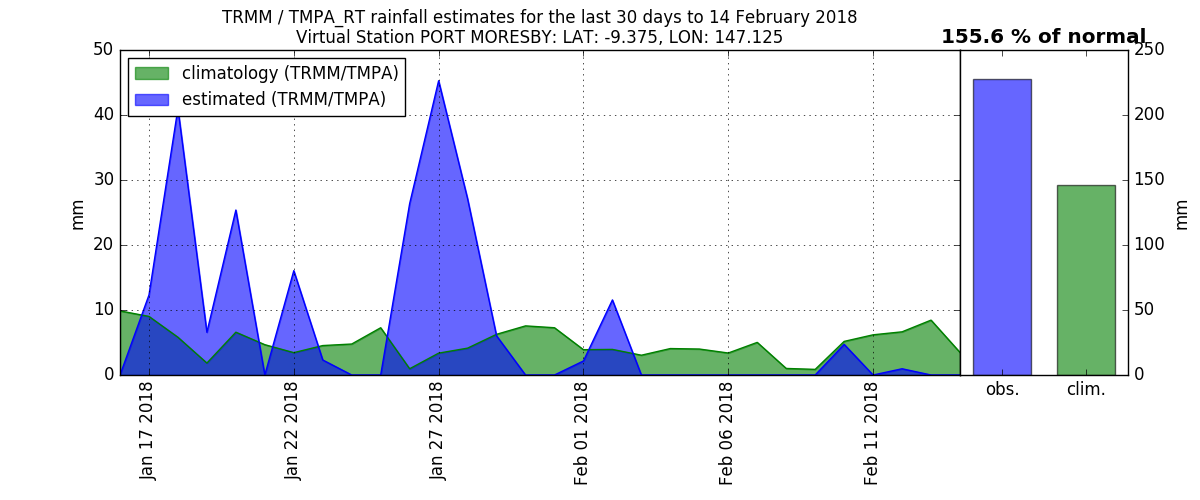 TRMM / TMPA_RT rainfall estimates for the last 30 days to 14 February 2018
Virtual Station PORT MORESBY: LAT: -9.375, LON: 147.125
155.6 % of normal
climatology (TRMM/TMPA)
estimated (TRMM/TMPA)
50
40
30
20
10
0
mm
Jan 17 2018
Jan 22 2018
Jan 27 2018
Feb 01 2018
Feb 06 2018
Feb 11 2018
250
200
150
100
50
0
mm
obs.
clim.